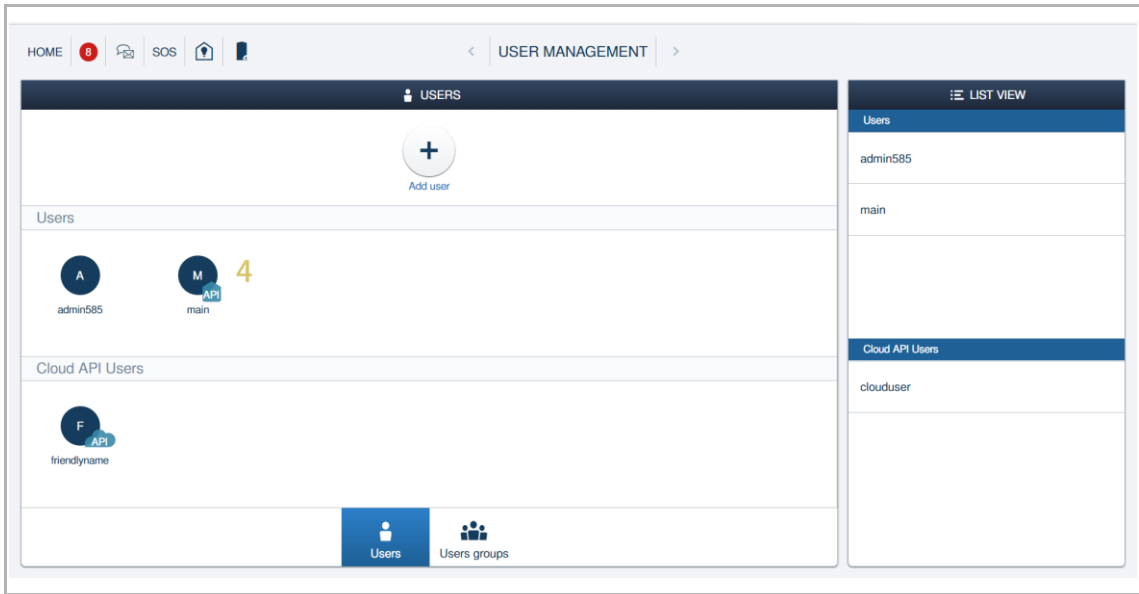 HOME 8 SOS < USER MANAGEMENT >
USERS
+
Add user
Users
A M API 4
admin585 main
Cloud API Users
F API
friendlyname
Users Users groups
LIST VIEW
Users
admin585
main
Cloud API Users
clouduser